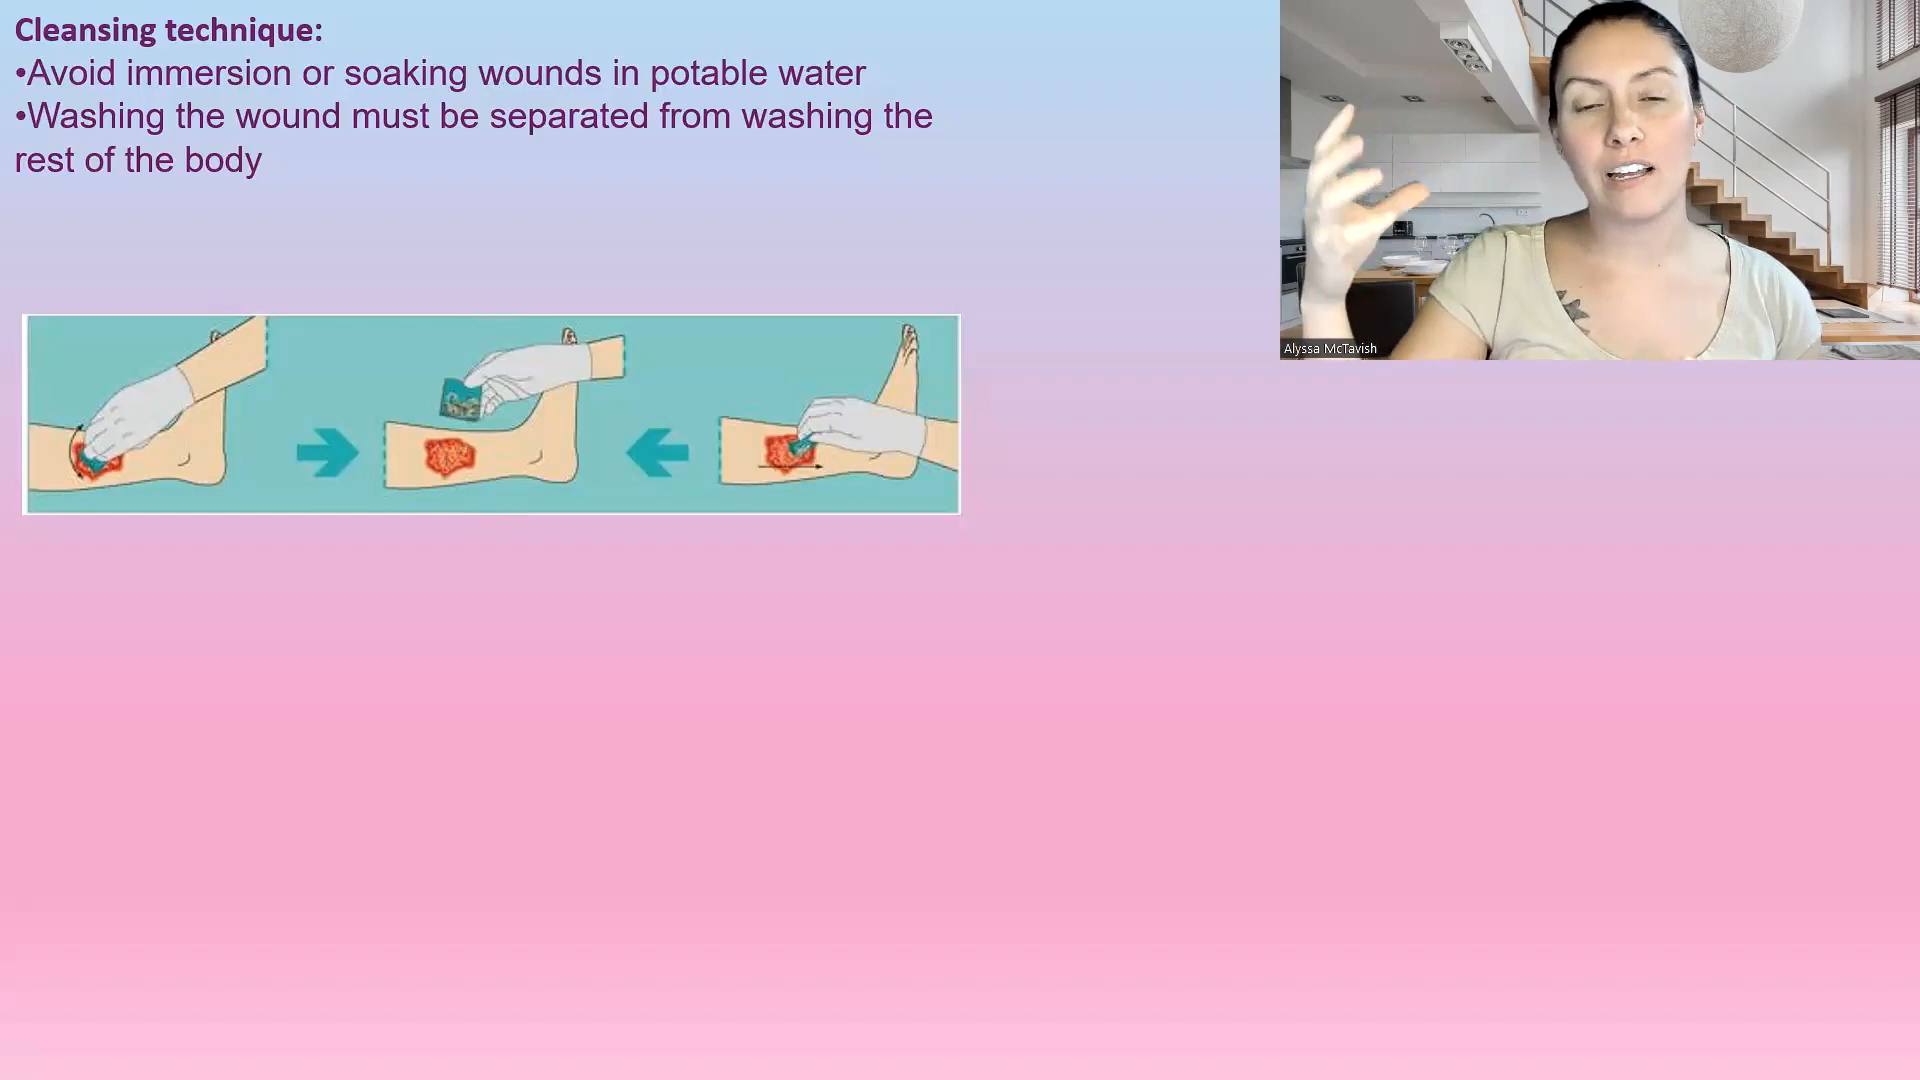 Cleansing technique:
•Avoid immersion or soaking wounds in potable water
•Washing the wound must be separated from washing the
rest of the body
Alyssa McTavish